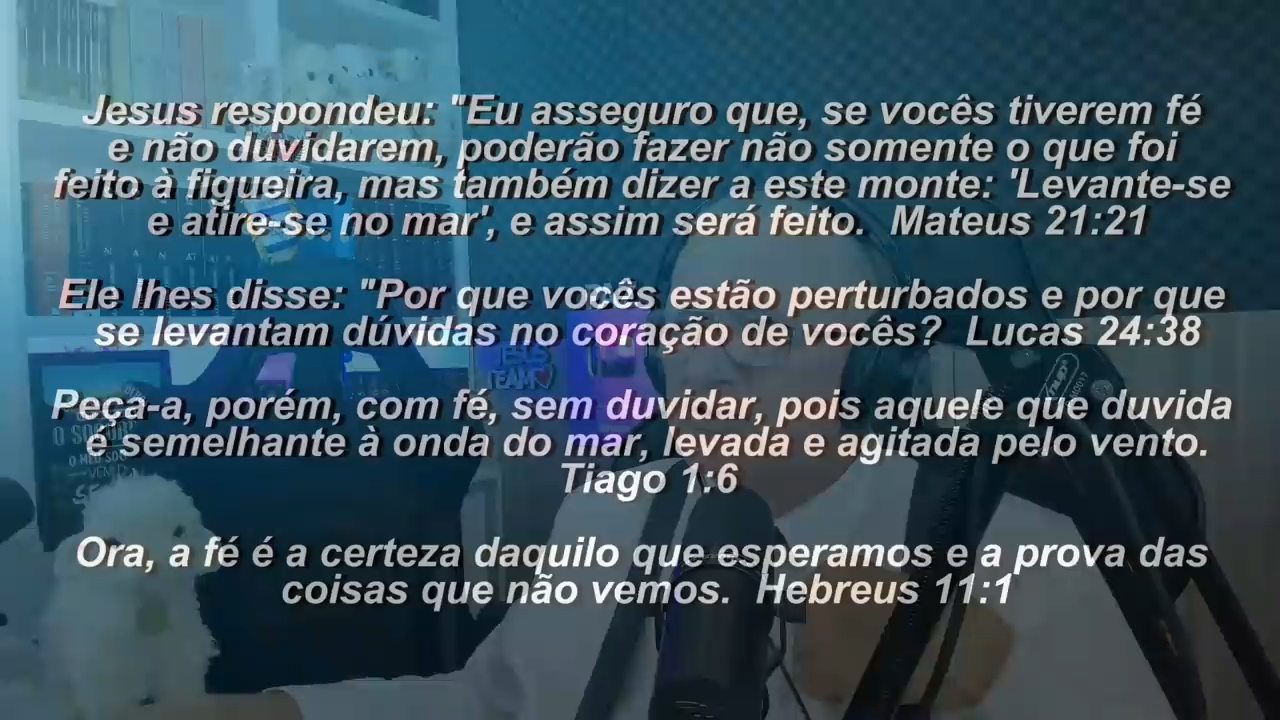 Jesus respondeu: "Eu asseguro que, se vocês tiverem fé
e não duvidarem, poderão fazer não somente o que foi
feito à figueira, mas também dizer a este monte: 'Levante-se
e atire-se no mar', e assim será feito. Mateus 21:21
Ele lhes disse: "Por que vocês estão perturbados e por que
se levantam dúvidas no coração de vocês? Lucas 24:38
Peça-a, porém, com fé, sem duvidar, pois aquele que duvida
é semelhante à onda do mar, levada e agitada pelo vento.
Tiago 1:6
Ora, a fé é a certeza daquilo que esperamos e a prova das
coisas que não vemos. Hebreus 11:1
JESUS
TEAM